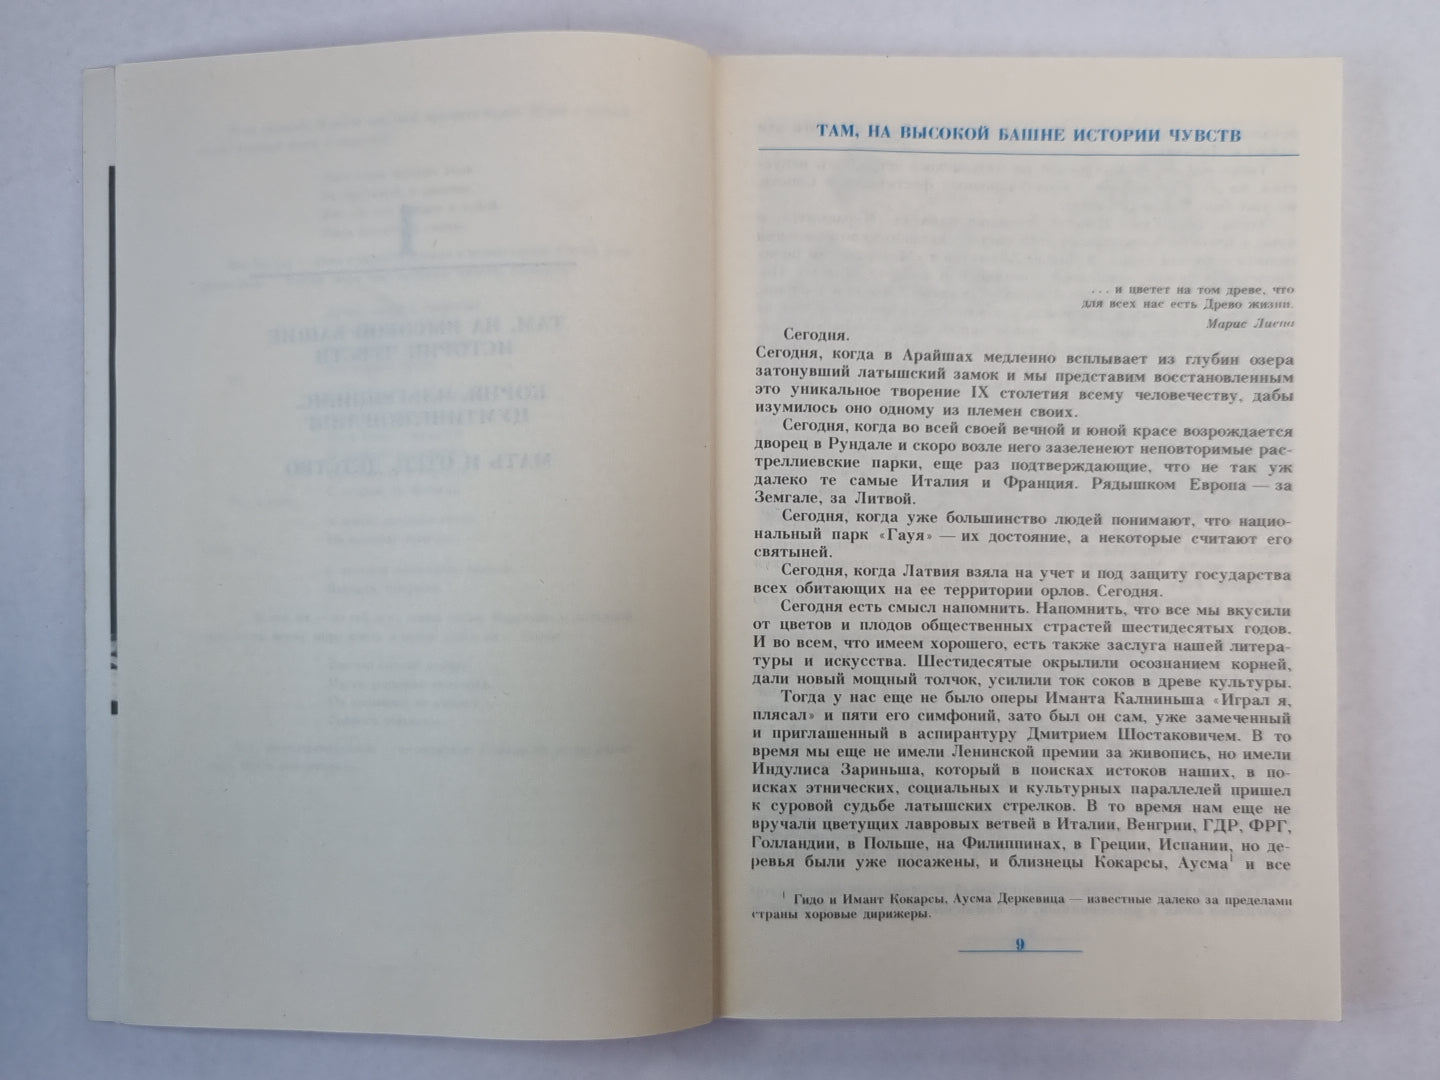 ТАМ, НА ВЫСОКОЙ БАШНЕ ИСТОРИИ ЧУВСТВ
. . . и цветет на том древе, что
для всех нас есть Древо жизни.
Марис Лиепа
Сегодня.
Сегодня, когда в Арайшах медленно всплывает из глубин озера
затонувший латышский замок и мы представим восстановленным
это уникальное творение IX столетия всему человечеству, дабы
изумилось оно одному из племен своих.
Сегодня, когда во всей своей вечной и юной красе возрождается
дворец в Рундале и скоро возле него зазеленеют неповторимые рас-
треллиевские парки, еще раз подтверждающие, что не так уж
далеко те самые Италия и Франция. Рядышком Европа — за
Земгале, за Литвой.
Сегодня, когда уже большинство людей понимают, что нацио-
нальный парк «Гауя» — их достояние, а некоторые считают его
святыней.
Сегодня, когда Латвия взяла на учет и под защиту государства
всех обитающих на ее территории орлов. Сегодня.
Сегодня есть смысл напомнить. Напомнить, что все мы вкусили
от цветов и плодов общественных страстей шестидесятых годов.
И во всем, что имеем хорошего, есть также заслуга нашей литера-
туры и искусства. Шестидесятые окрылили осознанием корней,
дали новый мощный толчок, усилили ток соков в древе культуры.
Тогда у нас еще не было оперы Иманта Калниньша «Играл я,
плясал» и пяти его симфоний, зато был он сам, уже замеченный
и приглашенный в аспирантуру Дмитрием Шостаковичем. В то
время мы еще не имели Ленинской премии за живопись, но имели
Индулиса Зариньша, который в поисках истоков наших, в по-
исках этнических, социальных и культурных параллелей пришел
к суровой судьбе латышских стрелков. В то время нам еще не
вручали цветущих лавровых ветвей в Италии, Венгрии, ГДР, ФРГ,
Голландии, в Польше, на Филиппинах, в Греции, Испании, но де-
ревья были уже посажены, и близнецы Кокарсы, Аусма¹ и все
¹ Гидо и Имант Кокарсы, Аусма Деркевица — известные далеко за пределами
страны хоровые дирижеры.
9